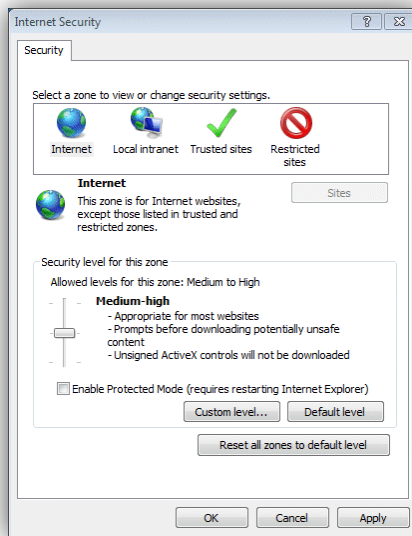 Internet Security
Security
Select a zone to view or change security settings.
Internet
Local intranet
Trusted sites
Restricted
sites
Internet
This zone is for Internet websites,
except those listed in trusted and
restricted zones.
Sites
Security level for this zone
Allowed levels for this zone: Medium to High
Medium-high
- Appropriate for most websites
- Prompts before downloading potentially unsafe
content
- Unsigned ActiveX controls will not be downloaded
Enable Protected Mode (requires restarting Internet Explorer)
Custom level...
Default level
Reset all zones to default level
OK
Cancel
Apply